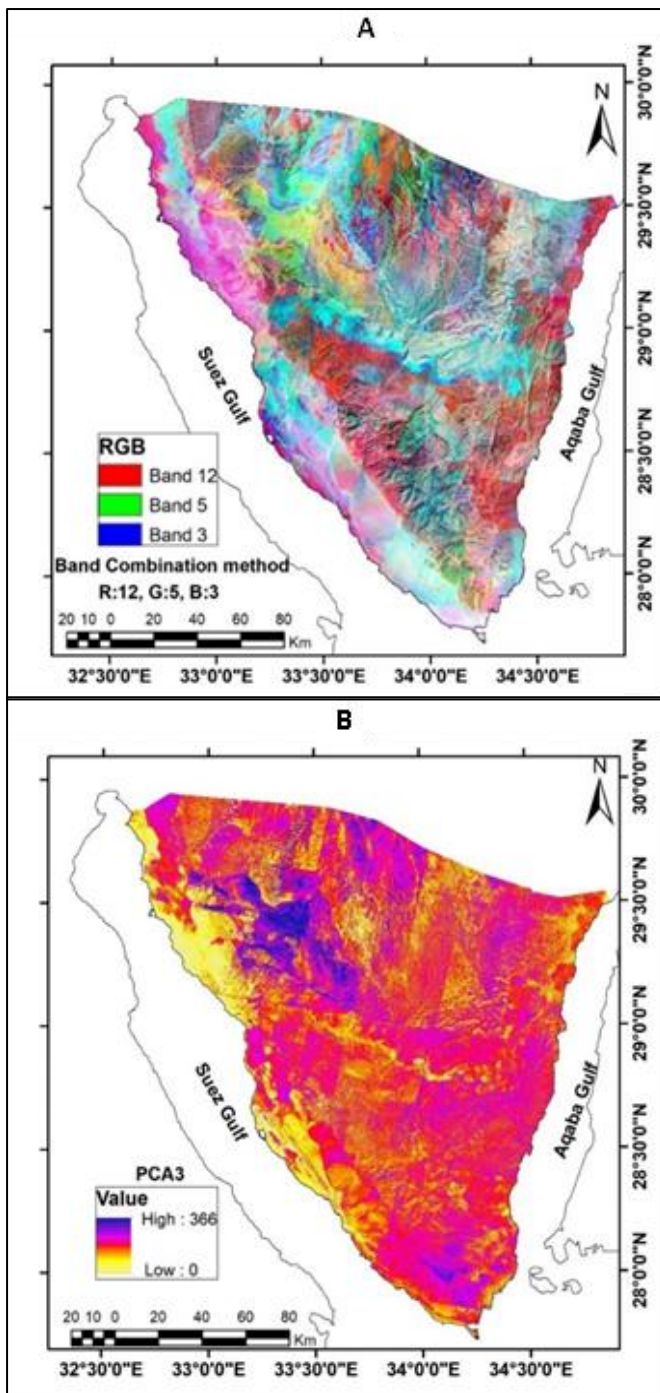 A
N
30°0'0"N
29°30'0"N
29°0'0"N
28°30'0"N
28°0'0"N
Suez Gulf
Aqaba Gulf
RGB
Band 12
Band 5
Band 3
Band Combination method
R:12, G:5, B:3
20 10 0 20 40 60 80
Km
32°30'0"E 33°0'0"E 33°30'0"E 34°0'0"E 34°30'0"E
B
N
30°0'0"N
29°30'0"N
29°0'0"N
28°30'0"N
28°0'0"N
Suez Gulf
Aqaba Gulf
PCA3
Value
High : 366
Low : 0
20 10 0 20 40 60 80
Km
32°30'0"E 33°0'0"E 33°30'0"E 34°0'0"E 34°30'0"E